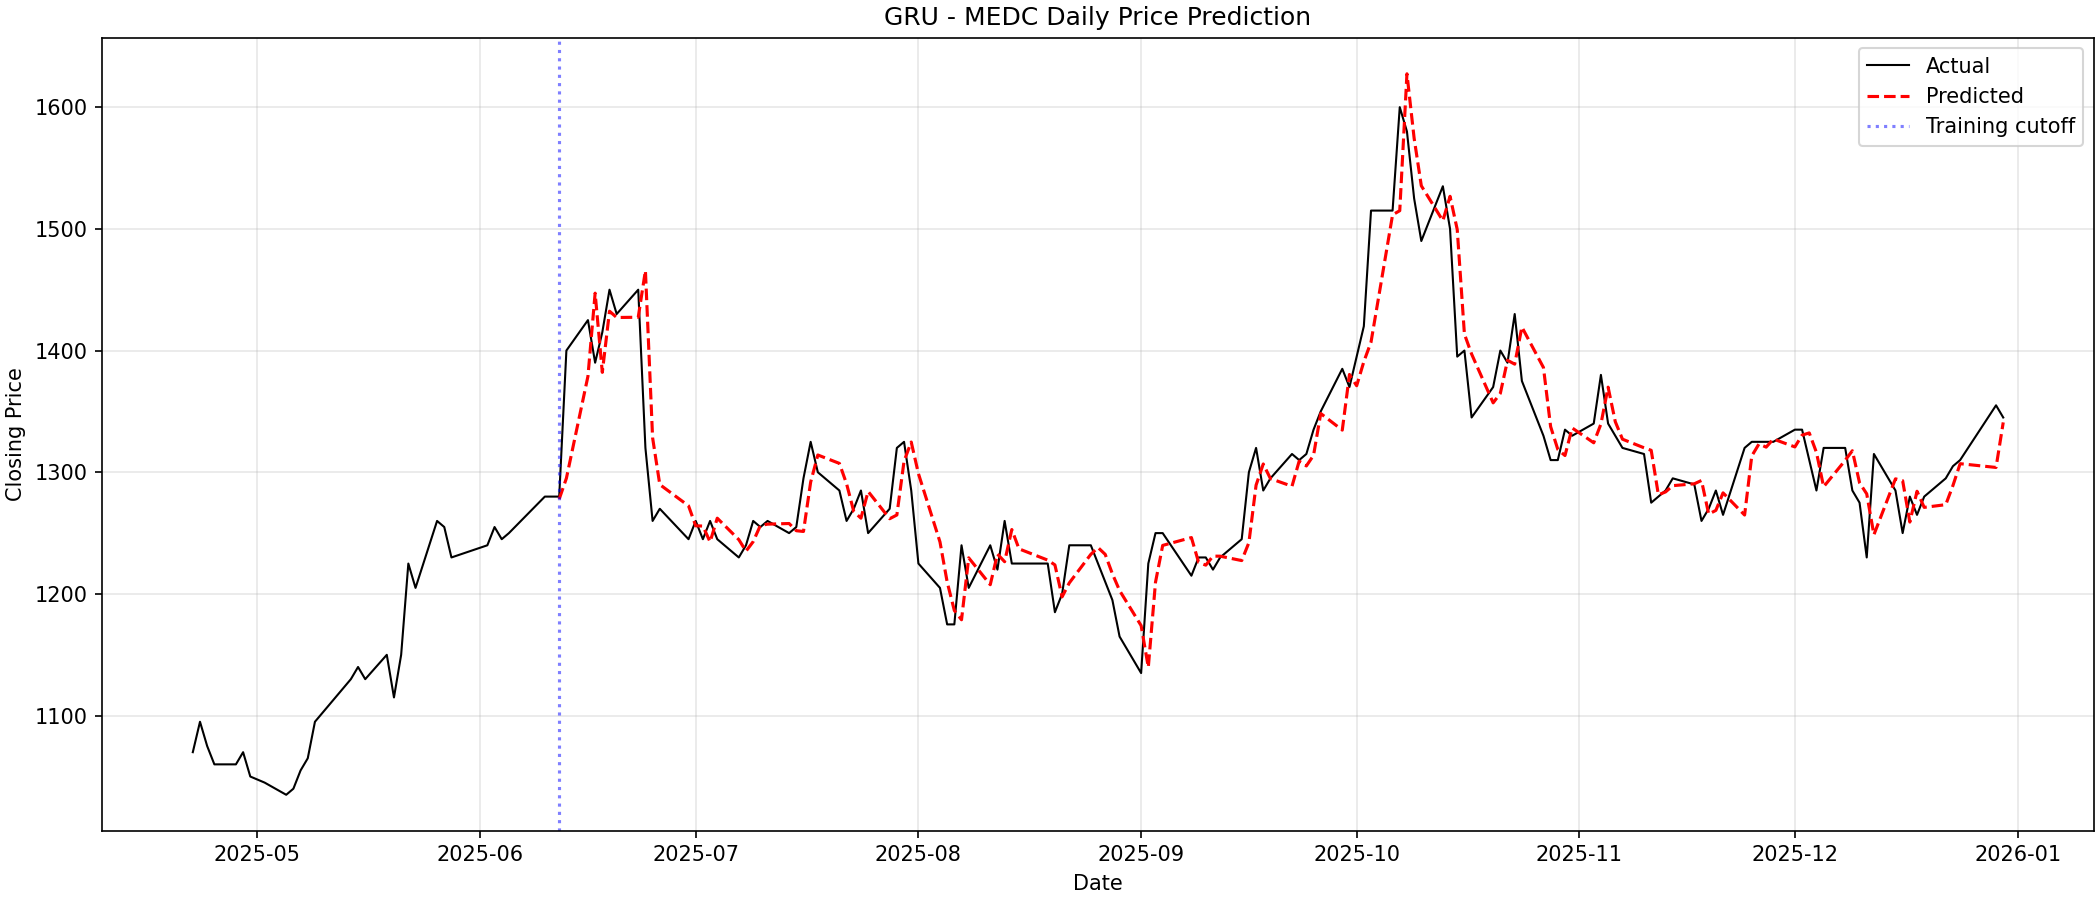 GRU - MEDC Daily Price Prediction
Actual
Predicted
Training cutoff
1600
1500
1400
1300
1200
1100
Closing Price
2025-05 2025-06 2025-07 2025-08 2025-09 2025-10 2025-11 2025-12 2026-01
Date